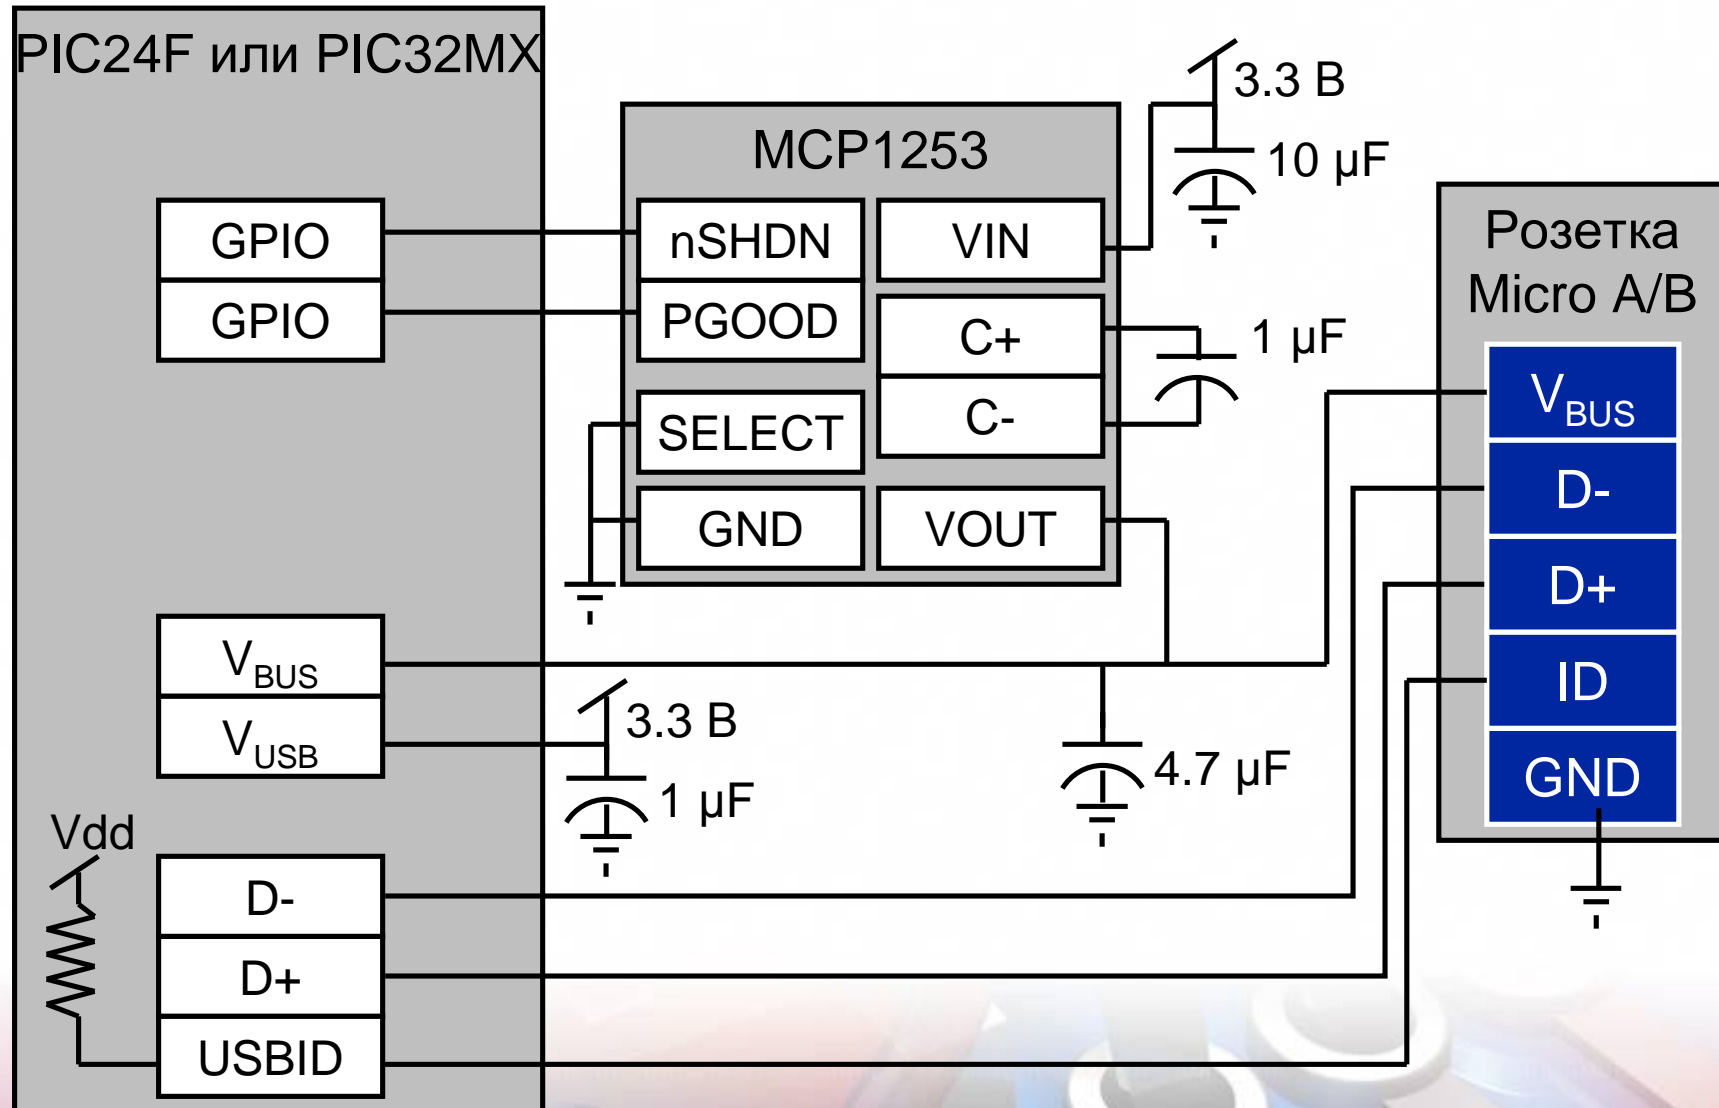 PIC24F или PIC32MX
GPIO
GPIO
VBUS
VUSB
Vdd
D-
D+
USBID
MCP1253
nSHDN
PGOOD
SELECT
GND
VIN
C+
C-
VOUT
3.3 В
10 µF
1 µF
3.3 В
1 µF
4.7 µF
Розетка
Micro A/B
VBUS
D-
D+
ID
GND